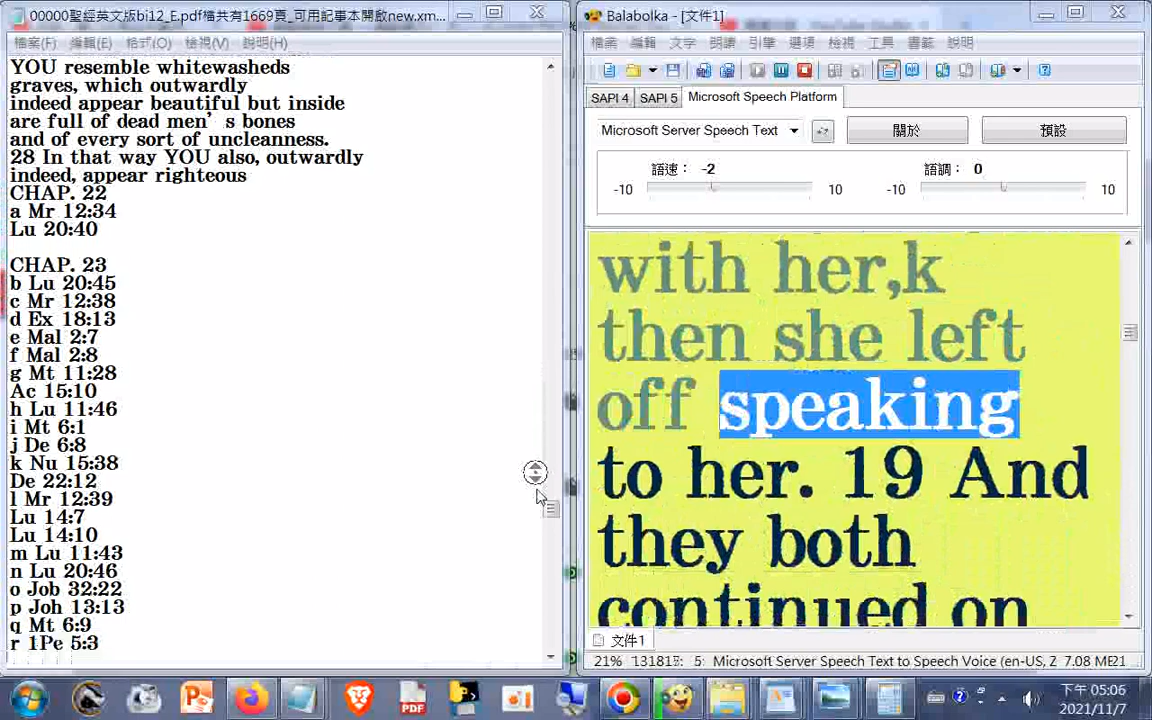 00000聖經英文版bi12_E.pdf檔共有1669頁_可用記事本開啟new.xm...
檔案(F) 編輯(E) 格式(O) 檢視(V) 說明(H)
YOU resemble whitewasheds
graves, which outwardly
indeed appear beautiful but inside
are full of dead men’s bones
and of every sort of uncleanness.
28 In that way YOU also, outwardly
indeed, appear righteous
CHAP. 22
a Mr 12:34
Lu 20:40
CHAP. 23
b Lu 20:45
c Mr 12:38
d Ex 18:13
e Mal 2:7
f Mal 2:8
g Mt 11:28
Ac 15:10
h Lu 11:46
i Mt 6:1
j De 6:8
k Nu 15:38
De 22:12
l Mr 12:39
Lu 14:7
Lu 14:10
m Lu 11:43
n Lu 20:46
o Job 32:22
p Joh 13:13
q Mt 6:9
r 1Pe 5:3
Balabolka - [文件1]
檔案 編輯 文字 朗讀 引擎 選項 檢視 工具 書籤 說明
SAPI 4 SAPI 5 Microsoft Speech Platform
Microsoft Server Speech Text 關於 預設
語速： -2 語調： 0
-10 10 -10 10
with her,k
then she left
off speaking
to her. 19 And
they both
continued on
文件1
21% 5: Microsoft Server Speech Text to Speech Voice (en-US, 2 7.08 ME21
PDF
下午 05:06
2021/11/7